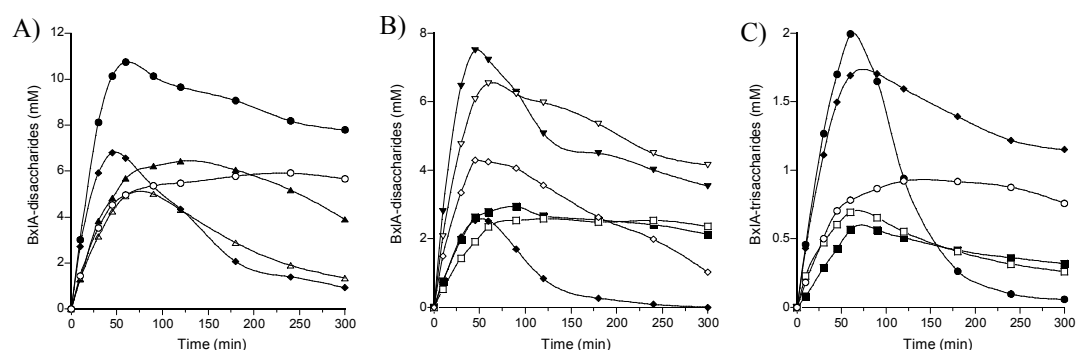 A)
BxlA-disaccharides (mM)
12
10
8
6
4
2
0
0 50 100 150 200 250 300
Time (min)
B)
BxlA-disaccharides (mM)
8
6
4
2
0
0 50 100 150 200 250 300
Time (min)
C)
BxlA-trisaccharides (mM)
2
1.5
1
0.5
0
0 50 100 150 200 250 300
Time (min)